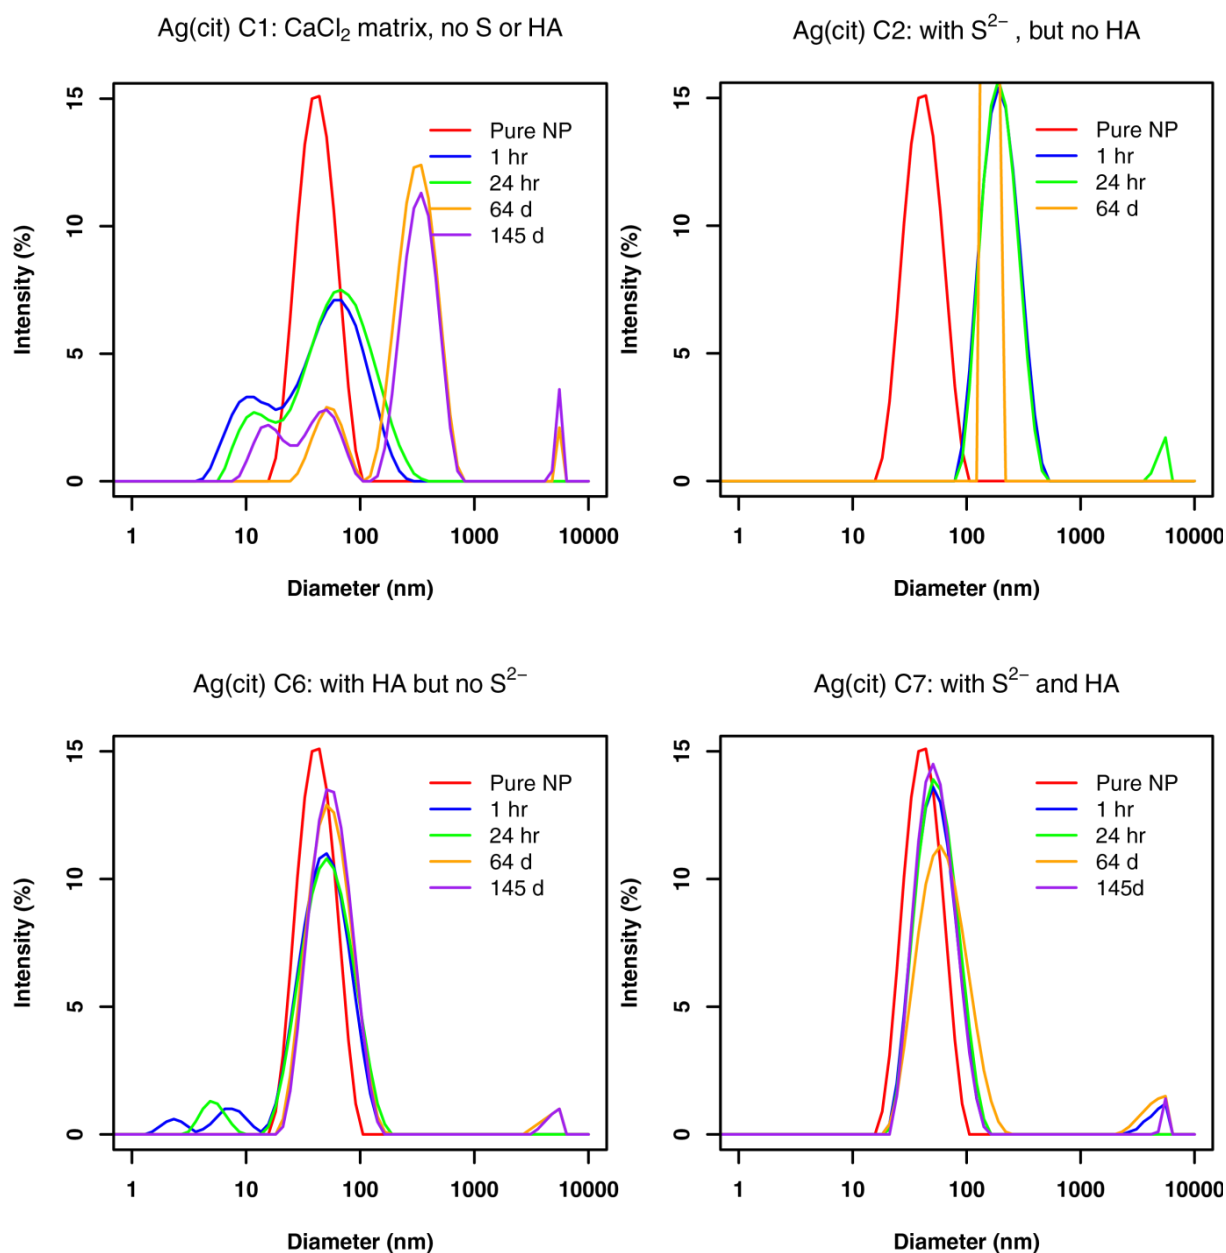 Ag(cit) C1: CaCl₂ matrix, no S or HA
Intensity (%)
15
10
5
0
Pure NP
1 hr
24 hr
64 d
145 d
1 10 100 1000 10000
Diameter (nm)
Ag(cit) C2: with S²⁻ , but no HA
Intensity (%)
15
10
5
0
Pure NP
1 hr
24 hr
64 d
1 10 100 1000 10000
Diameter (nm)
Ag(cit) C6: with HA but no S²⁻
Intensity (%)
15
10
5
0
Pure NP
1 hr
24 hr
64 d
145 d
1 10 100 1000 10000
Diameter (nm)
Ag(cit) C7: with S²⁻ and HA
Intensity (%)
15
10
5
0
Pure NP
1 hr
24 hr
64 d
145d
1 10 100 1000 10000
Diameter (nm)